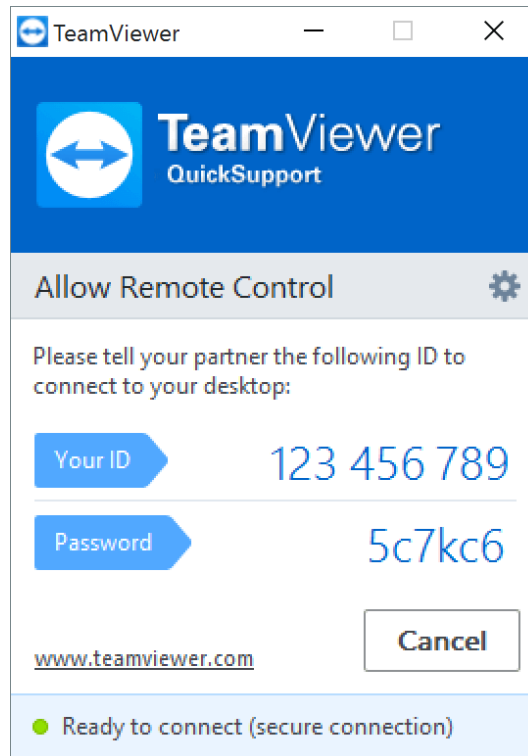 TeamViewer
TeamViewer
QuickSupport
Allow Remote Control
Please tell your partner the following ID to
connect to your desktop:
Your ID 123 456 789
Password 5c7kc6
www.teamviewer.com Cancel
Ready to connect (secure connection)